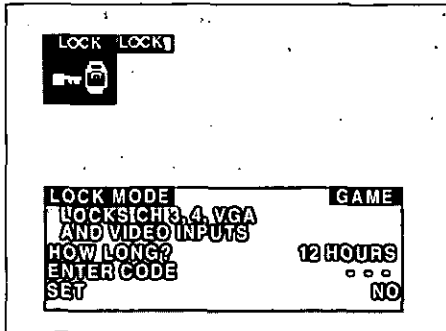 LOCK LOCK
LOCK MODE GAME
LOCKS CH 3, 4, VGA
AND VIDEO INPUTS
HOW LONG? 12 HOURS
ENTER CODE - - -
SET NO